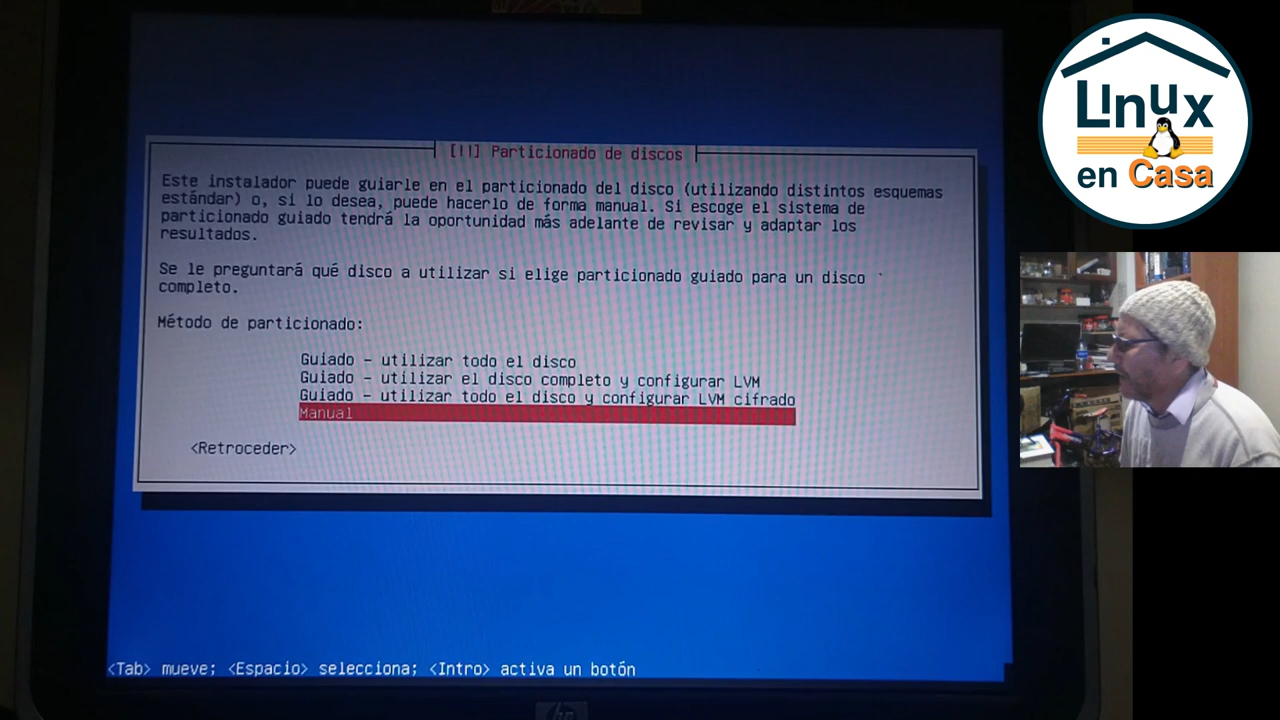 [!!] Particionado de discos
Este instalador puede guiarle en el particionado del disco (utilizando distintos esquemas
estándar) o, si lo desea, puede hacerlo de forma manual. Si escoge el sistema de
particionado guiado tendrá la oportunidad más adelante de revisar y adaptar los
resultados.
Se le preguntará qué disco a utilizar si elige particionado guiado para un disco
completo.
Método de particionado:
Guiado - utilizar todo el disco
Guiado - utilizar el disco completo y configurar LVM
Guiado - utilizar todo el disco y configurar LVM cifrado
Manual
<Retroceder>
<Tab> mueve; <Espacio> selecciona; <Intro> activa un botón
hp
Linux
en Casa